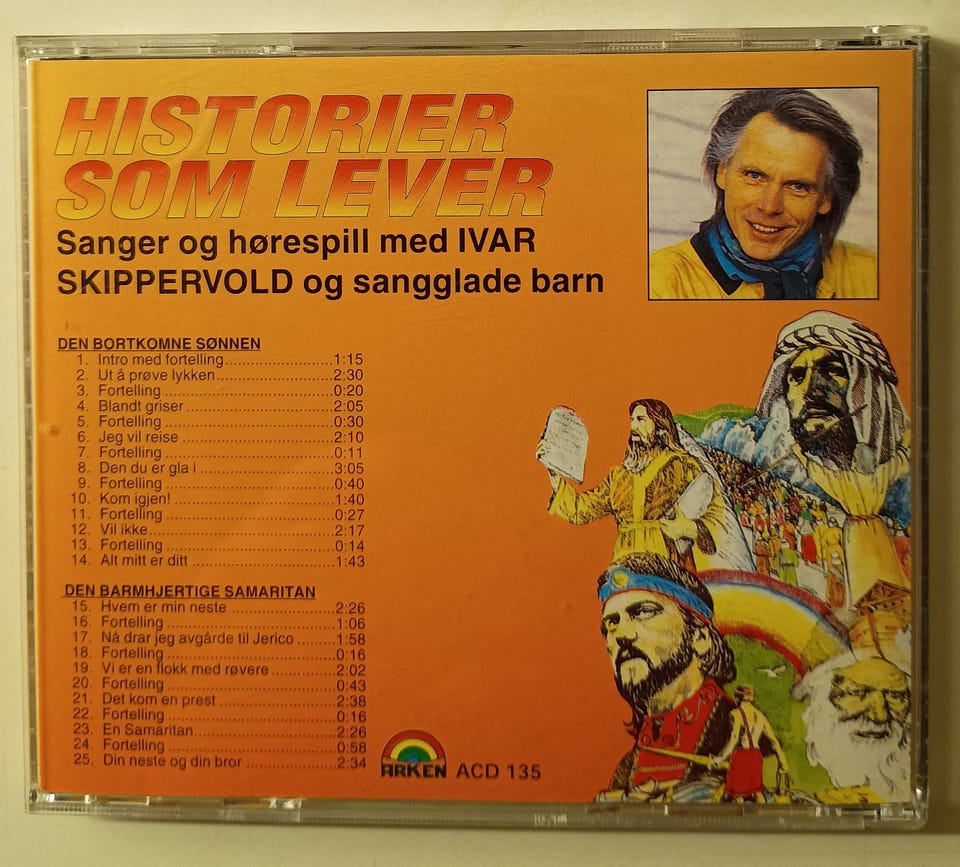 HISTORIER
SOM LEVER
Sanger og hørespill med IVAR
SKIPPERVOLD og sangglade barn
DEN BORTKOMNE SØNNEN
1. Intro med fortelling 1:15
2. Ut å prøve lykken 2:30
3. Fortelling 0:20
4. Blandt griser 2:05
5. Fortelling 0:30
6. Jeg vil reise 2:10
7. Fortelling 0:11
8. Den du er gla i 3:05
9. Fortelling 0:40
10. Kom igjen! 1:40
11. Fortelling 0:27
12. Vil ikke 2:17
13. Fortelling 0:14
14. Alt mitt er ditt 1:43
DEN BARMHJERTIGE SAMARITAN
15. Hvem er min neste 2:26
16. Fortelling 1:06
17. Nå drar jeg avgårde til Jerico 1:58
18. Fortelling 0:16
19. Vi er en flokk med røvere 2:02
20. Fortelling 0:43
21. Det kom en prest 2:38
22. Fortelling 0:16
23. En Samaritan 2:26
24. Fortelling 0:58
25. Din neste og din bror 2:34
ARKEN ACD 135